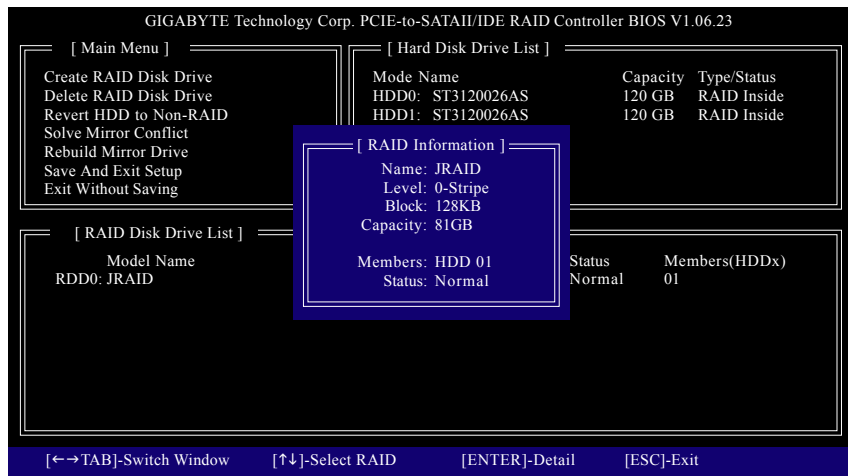 GIGABYTE Technology Corp. PCIE-to-SATAII/IDE RAID Controller BIOS V1.06.23
[ Main Menu ]
Create RAID Disk Drive
Delete RAID Disk Drive
Revert HDD to Non-RAID
Solve Mirror Conflict
Rebuild Mirror Drive
Save And Exit Setup
Exit Without Saving
[ Hard Disk Drive List ]
Mode Name Capacity Type/Status
HDD0: ST3120026AS 120 GB RAID Inside
HDD1: ST3120026AS 120 GB RAID Inside
[ RAID Information ]
Name: JRAID
Level: 0-Stripe
Block: 128KB
Capacity: 81GB
Members: HDD 01
Status: Normal
[ RAID Disk Drive List ]
Model Name Status Members(HDDx)
RDD0: JRAID Normal 01
[←→TAB]-Switch Window [↑↓]-Select RAID [ENTER]-Detail [ESC]-Exit